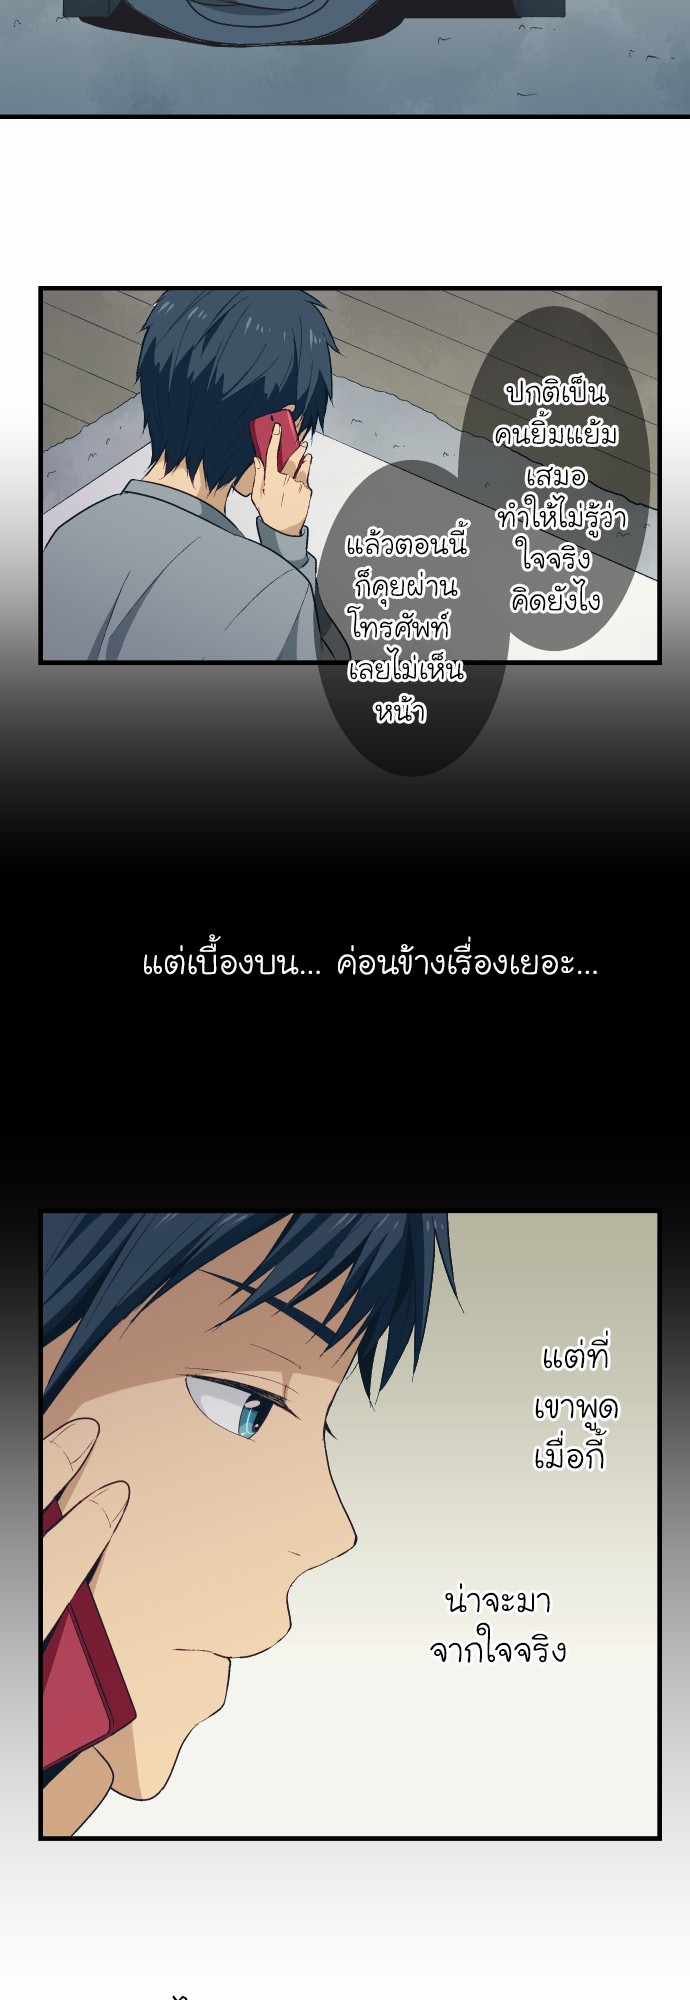 ปกติเป็น
คนยิ้มแย้ม
เสมอ
ทำให้ไม่รู้ว่า
ใจจริง
คิดยังไง
แล้วตอนนี้
ก็คุยผ่าน
โทรศัพท์
เลยไม่เห็น
หน้า
แต่เบื้องบน... ค่อนข้างเรื่องเยอะ...
แต่ที่
เขาพูด
เมื่อกี้
น่าจะมา
จากใจจริง